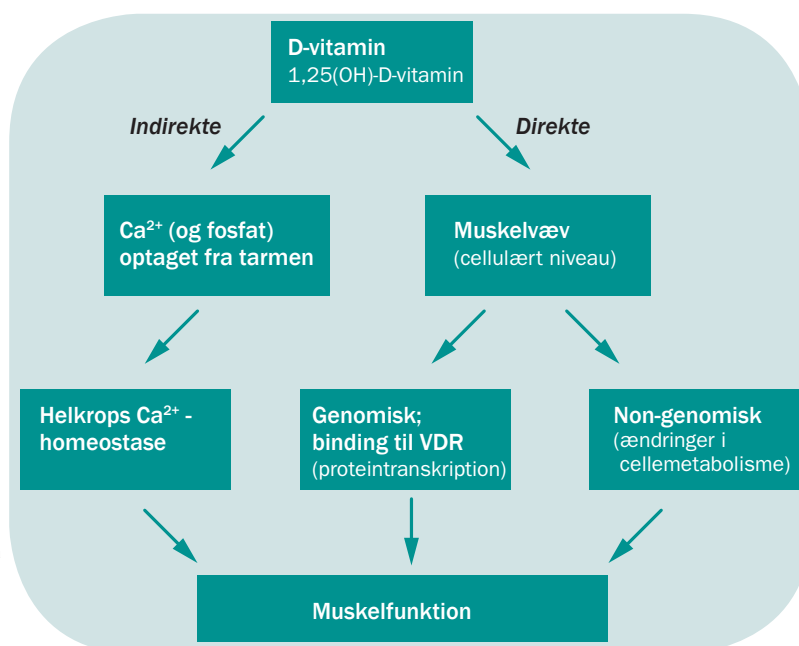 D-vitamin
1,25(OH)-D-vitamin
Indirekte
Direkte
Ca²⁺ (og fosfat)
optaget fra tarmen
Muskelvæv
(cellulært niveau)
Helkrops Ca²⁺ -
homeostase
Genomisk;
binding til VDR
(proteintranskription)
Non-genomisk
(ændringer i
cellemetabolisme)
Muskelfunktion